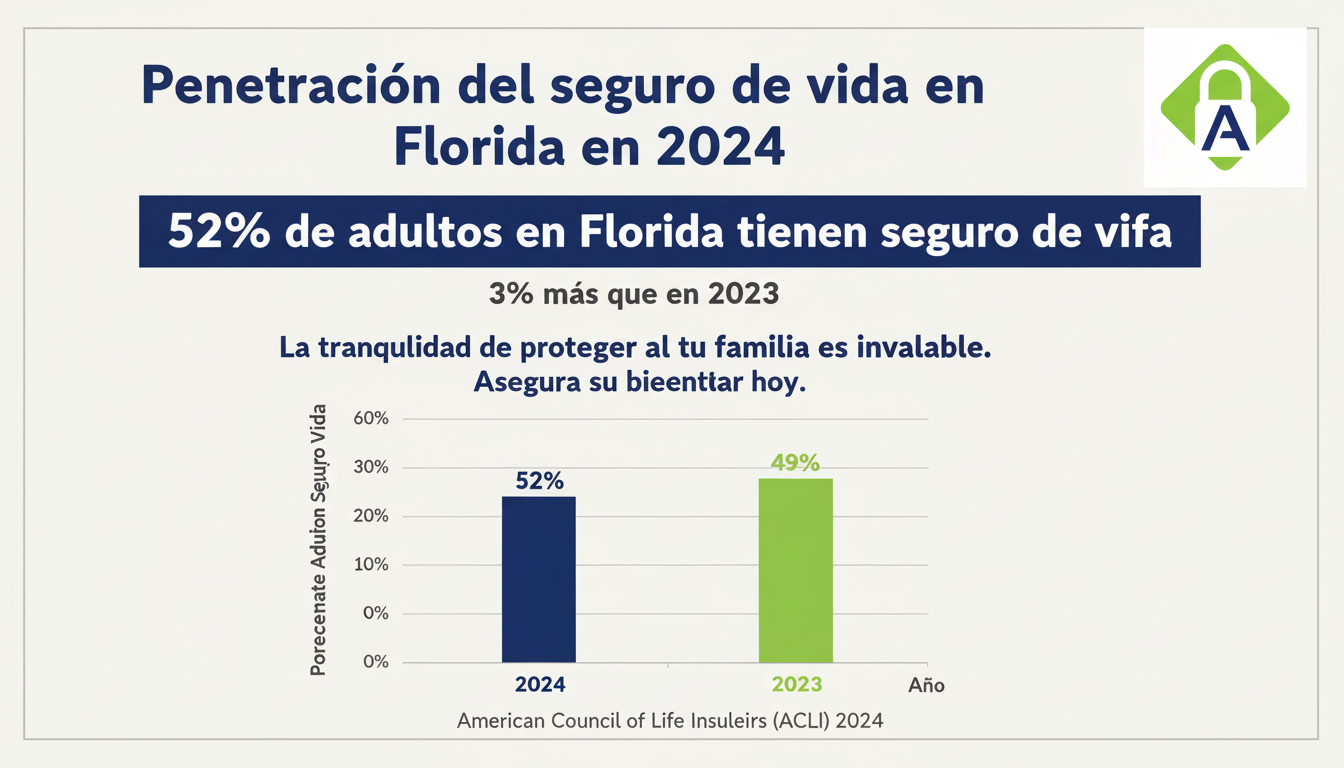 Penetración del seguro de vida en
Florida en 2024
A
52% de adultos en Florida tienen seguro de vifa
3% más que en 2023
La tranqulidad de proteger al tu familia es invalable.
Asegura su bieenttar hoy.
Porecenate Aduion Seguro Vida
60%
30%
20%
10%
0%
0%
52%
49%
2024
2023
Año
American Council of Life Insuleirs (ACLI) 2024